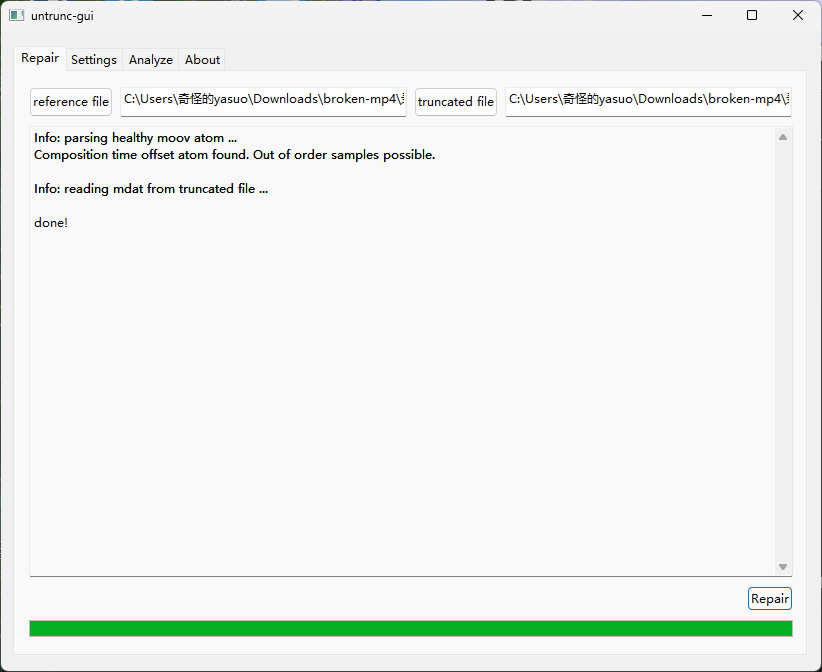 untrunc-gui
Repair Settings Analyze About
reference file C:\Users\奇怪的yasuo\Downloads\broken-mp4\ truncated file C:\Users\奇怪的yasuo\Downloads\broken-mp4\
Info: parsing healthy moov atom ...
Composition time offset atom found. Out of order samples possible.
Info: reading mdat from truncated file ...
done!
Repair